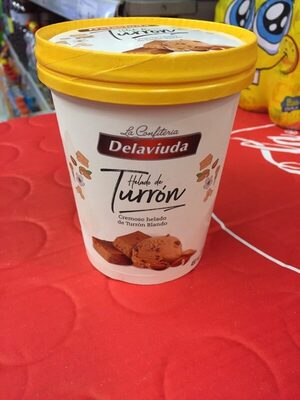 Turrón
La Confitería
Delaviuda
Helado de
Turrón
Cremoso helado
de Turrón Blando